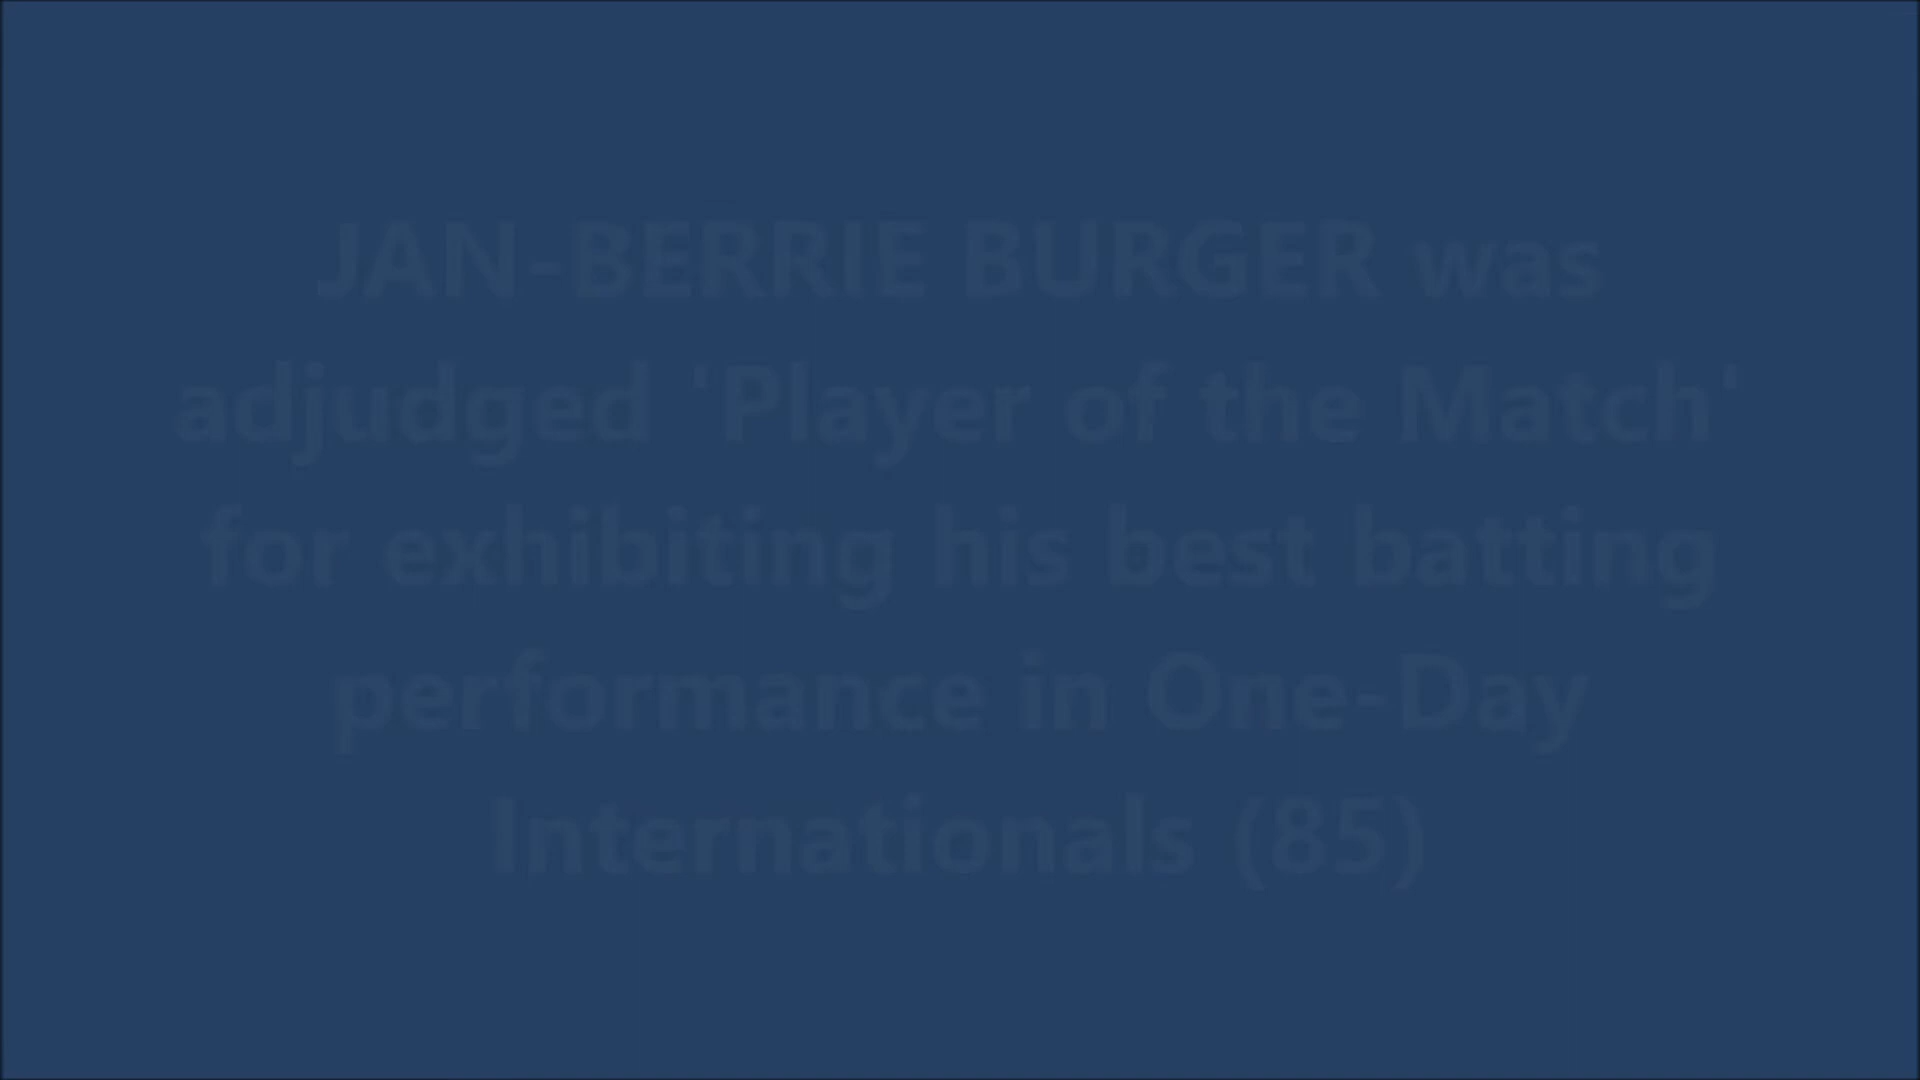 JAN-BERRIE BURGER was
adjudged 'Player of the Match'
for exhibiting his best batting
performance in One-Day
Internationals (85)